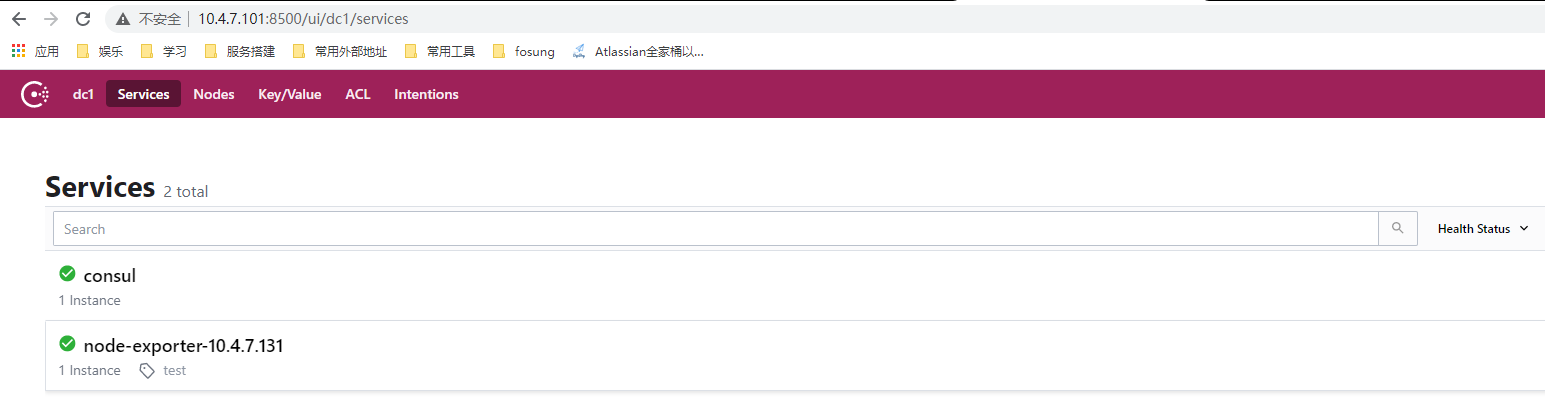 不安全 10.4.7.101:8500/ui/dc1/services
应用 娱乐 学习 服务搭建 常用外部地址 常用工具 fosung Atlassian全家桶以...
dc1 Services Nodes Key/Value ACL Intentions
Services 2 total
Search Health Status
consul
1 Instance
node-exporter-10.4.7.131
1 Instance test